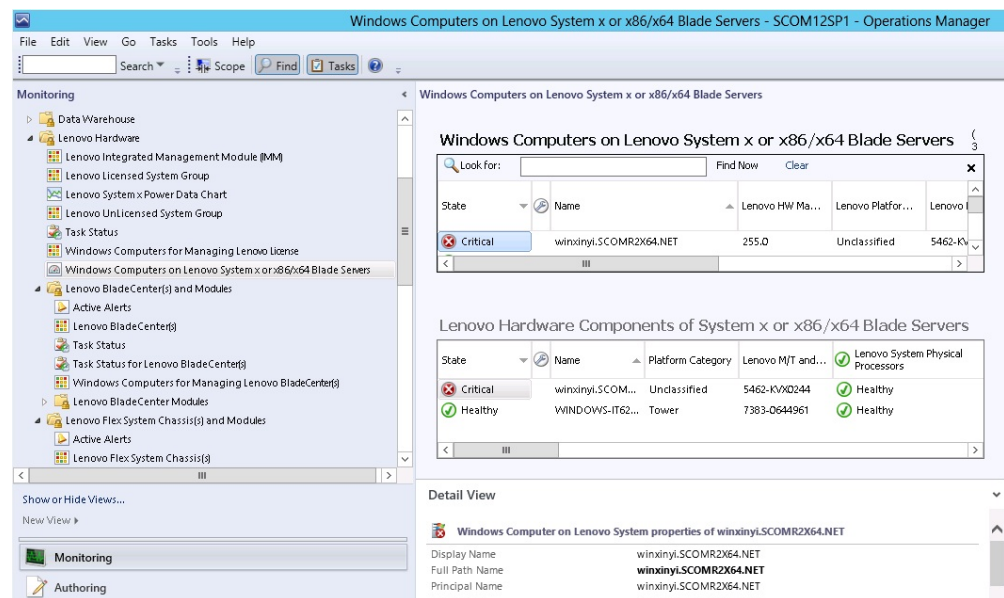 Windows Computers on Lenovo System x or x86/x64 Blade Servers - SCOM12SP1 - Operations Manager
File Edit View Go Tasks Tools Help
Search Scope Find Tasks
Monitoring
Data Warehouse
Lenovo Hardware
Lenovo Integrated Management Module (IMM)
Lenovo Licensed System Group
Lenovo System x Power Data Chart
Lenovo UnLicensed System Group
Task Status
Windows Computers for Managing Lenovo License
Windows Computers on Lenovo System x or x86/x64 Blade Servers
Lenovo BladeCenter(s) and Modules
Active Alerts
Lenovo BladeCenter(s)
Task Status
Task Status for Lenovo BladeCenter(s)
Windows Computers for Managing Lenovo BladeCenter(s)
Lenovo BladeCenter Modules
Lenovo Flex System Chassis(s) and Modules
Active Alerts
Lenovo Flex System Chassis(s)
Show or Hide Views...
New View
Monitoring
Authoring
Windows Computers on Lenovo System x or x86/x64 Blade Servers
Windows Computers on Lenovo System x or x86/x64 Blade Servers (3
Look for: Find Now Clear
State Name Lenovo HW Ma... Lenovo Platfor... Lenovo
Critical winxinyi.SCOMR2X64.NET 255.0 Unclassified 5462-KV
Lenovo Hardware Components of System x or x86/x64 Blade Servers
State Name Platform Category Lenovo M/T and... Lenovo System Physical Processors
Critical winxinyi.SCOM... Unclassified 5462-KVX0244 Healthy
Healthy WINDOWS-IT62... Tower 7383-0644961 Healthy
Detail View
Windows Computer on Lenovo System properties of winxinyi.SCOMR2X64.NET
Display Name winxinyi.SCOMR2X64.NET
Full Path Name winxinyi.SCOMR2X64.NET
Principal Name winxinyi.SCOMR2X64.NET